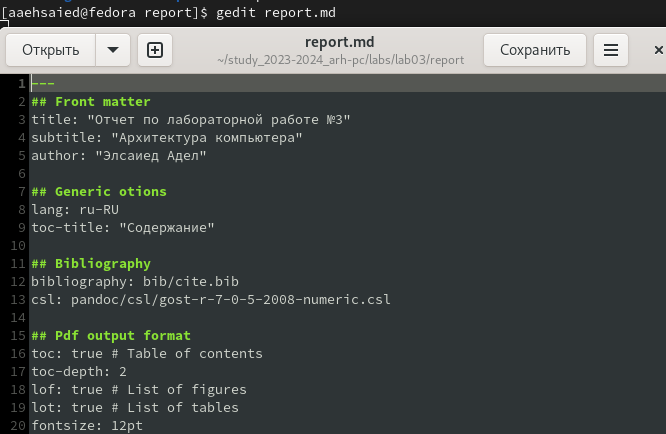 [aaehsaied@fedora report]$ gedit report.md
Открыть
report.md
~/study_2023-2024_arh-pc/labs/lab03/report
Сохранить
1 ---
2 ## Front matter
3 title: "Отчет по лабораторной работе №3"
4 subtitle: "Архитектура компьютера"
5 author: "Элсаиед Адел"
6
7 ## Generic otions
8 lang: ru-RU
9 toc-title: "Содержание"
10
11 ## Bibliography
12 bibliography: bib/cite.bib
13 csl: pandoc/csl/gost-r-7-0-5-2008-numeric.csl
14
15 ## Pdf output format
16 toc: true # Table of contents
17 toc-depth: 2
18 lof: true # List of figures
19 lot: true # List of tables
20 fontsize: 12pt